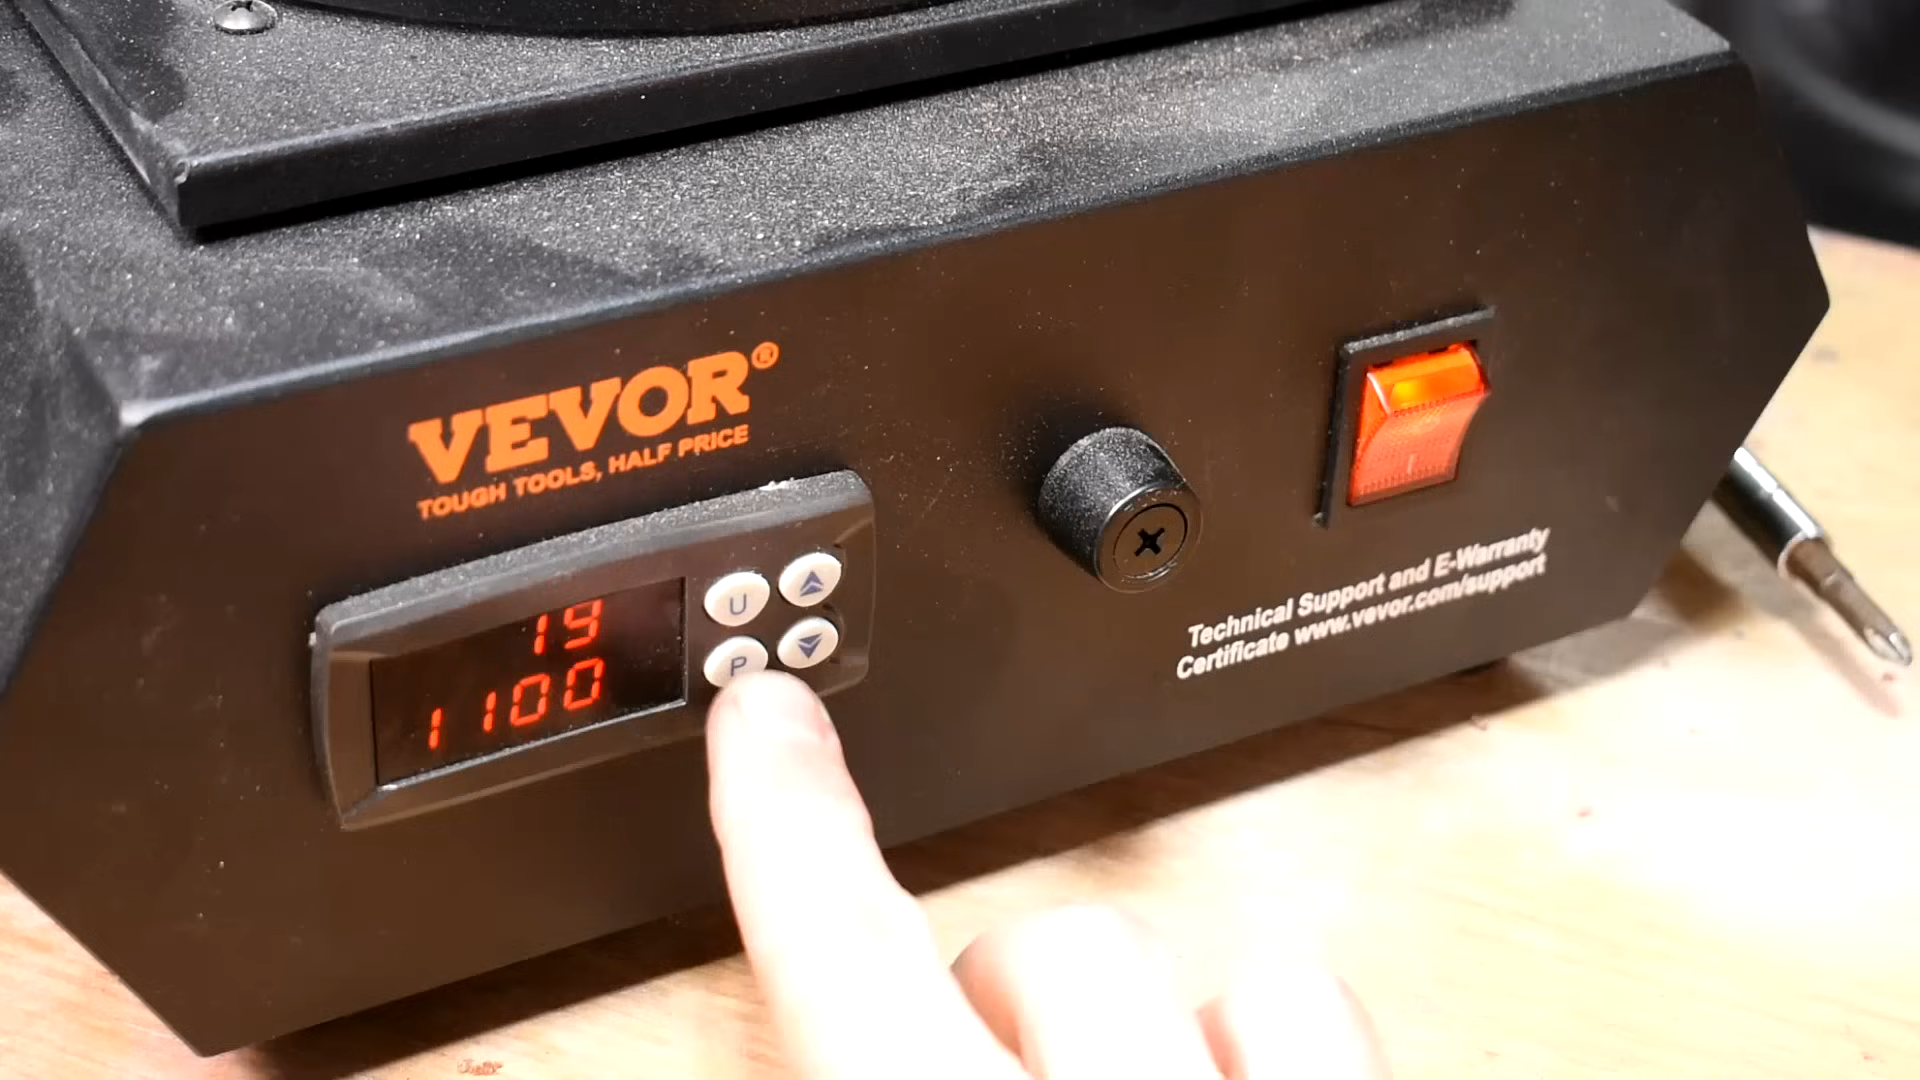 VEVOR®
TOUGH TOOLS, HALF PRICE
19
1100
U
P
Technical Support and E-Warranty
Certificate www.vevor.com/support